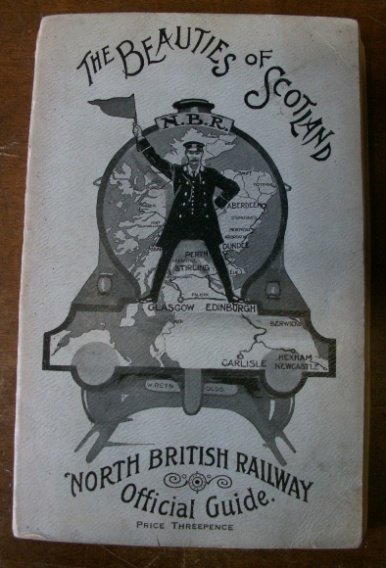 THE BEAUTIES OF SCOTLAND
N.B.R.
ABERDEEN
PERTH
DUNDEE
STIRLING
FALKIRK
GLASGOW EDINBURGH
BERWICK
CARLISLE
HEXHAM
NEWCASTLE
NORTH BRITISH RAILWAY
Official Guide.
PRICE THREEPENCE